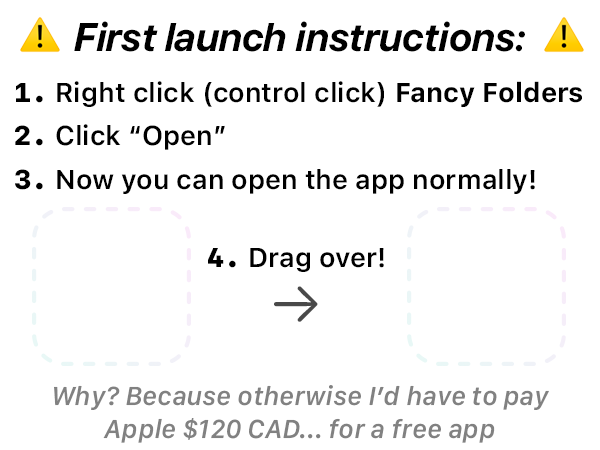 ⚠️ First launch instructions: ⚠️
1. Right click (control click) Fancy Folders
2. Click “Open”
3. Now you can open the app normally!
4. Drag over!
→
Why? Because otherwise I’d have to pay
Apple $120 CAD... for a free app